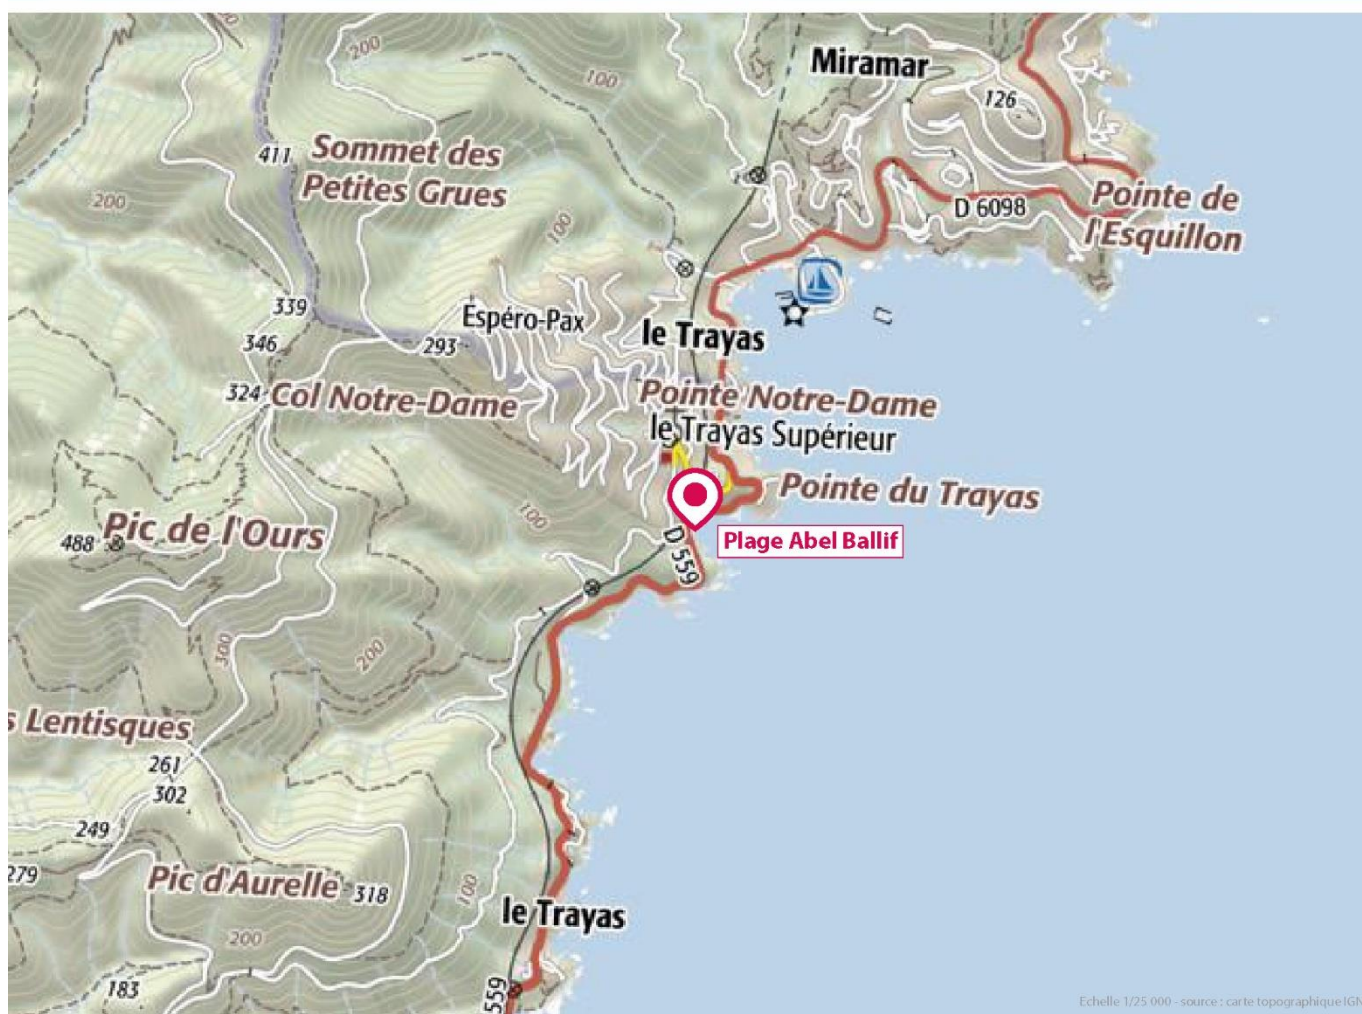 Miramar
200
100
126
411
Sommet des
Petites Grues
200
100
D 6098
Pointe de
l'Esquillon
339
346
293
Espéro-Pax
le Trayas
324
Col Notre-Dame
Pointe Notre-Dame
le Trayas Supérieur
Pointe du Trayas
488
Pic de l'Ours
100
D 559
Plage Abel Ballif
300
200
s Lentisques
261
302
249
279
Pic d'Aurelle
318
100
le Trayas
200
183
559
Echelle 1/25 000 - source : carte topographique IGN